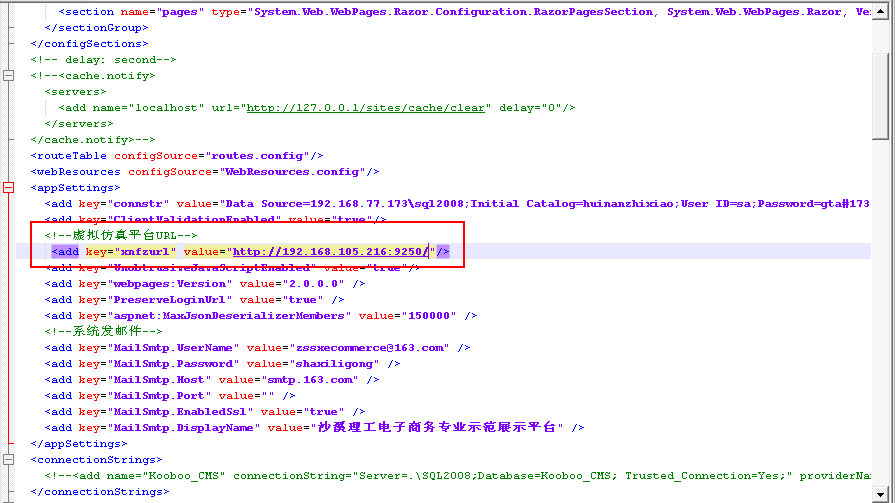 <section name="pages" type="System.Web.WebPages.Razor.Configuration.RazorPagesSection, System.Web.WebPages.Razor, Ver
</sectionGroup>
</configSections>
<!-- delay: second-->
<!--<cache.notify>
<servers>
<add name="localhost" url="http://127.0.0.1/sites/cache/clear" delay="0"/>
</servers>
</cache.notify>-->
<routeTable configSource="routes.config"/>
<webResources configSource="WebResources.config"/>
<appSettings>
<add key="connstr" value="Data Source=192.168.77.173\sql2008;Initial Catalog=huinanzhixiao;User ID=sa;Password=gta#173
<add key="ClientValidationEnabled" value="true"/>
<!--虚拟仿真平台URL-->
<add key="xnfzurl" value="http://192.168.105.216:9250/"/>
<add key="UnobtrusiveJavaScriptEnabled" value="true"/>
<add key="webpages:Version" value="2.0.0.0" />
<add key="PreserveLoginUrl" value="true" />
<add key="aspnet:MaxJsonDeserializerMembers" value="150000" />
<!--系统发邮件-->
<add key="MailSmtp.UserName" value="zssxecommerce@163.com" />
<add key="MailSmtp.Password" value="shaxiligong" />
<add key="MailSmtp.Host" value="smtp.163.com" />
<add key="MailSmtp.Port" value="" />
<add key="MailSmtp.EnabledSsl" value="true" />
<add key="MailSmtp.DisplayName" value="沙溪理工电子商务专业示范展示平台" />
</appSettings>
<connectionStrings>
<!--<add name="Kooboo_CMS" connectionString="Server=.\SQL2008;Database=Kooboo_CMS; Trusted_Connection=Yes;" providerNa
</connectionStrings>